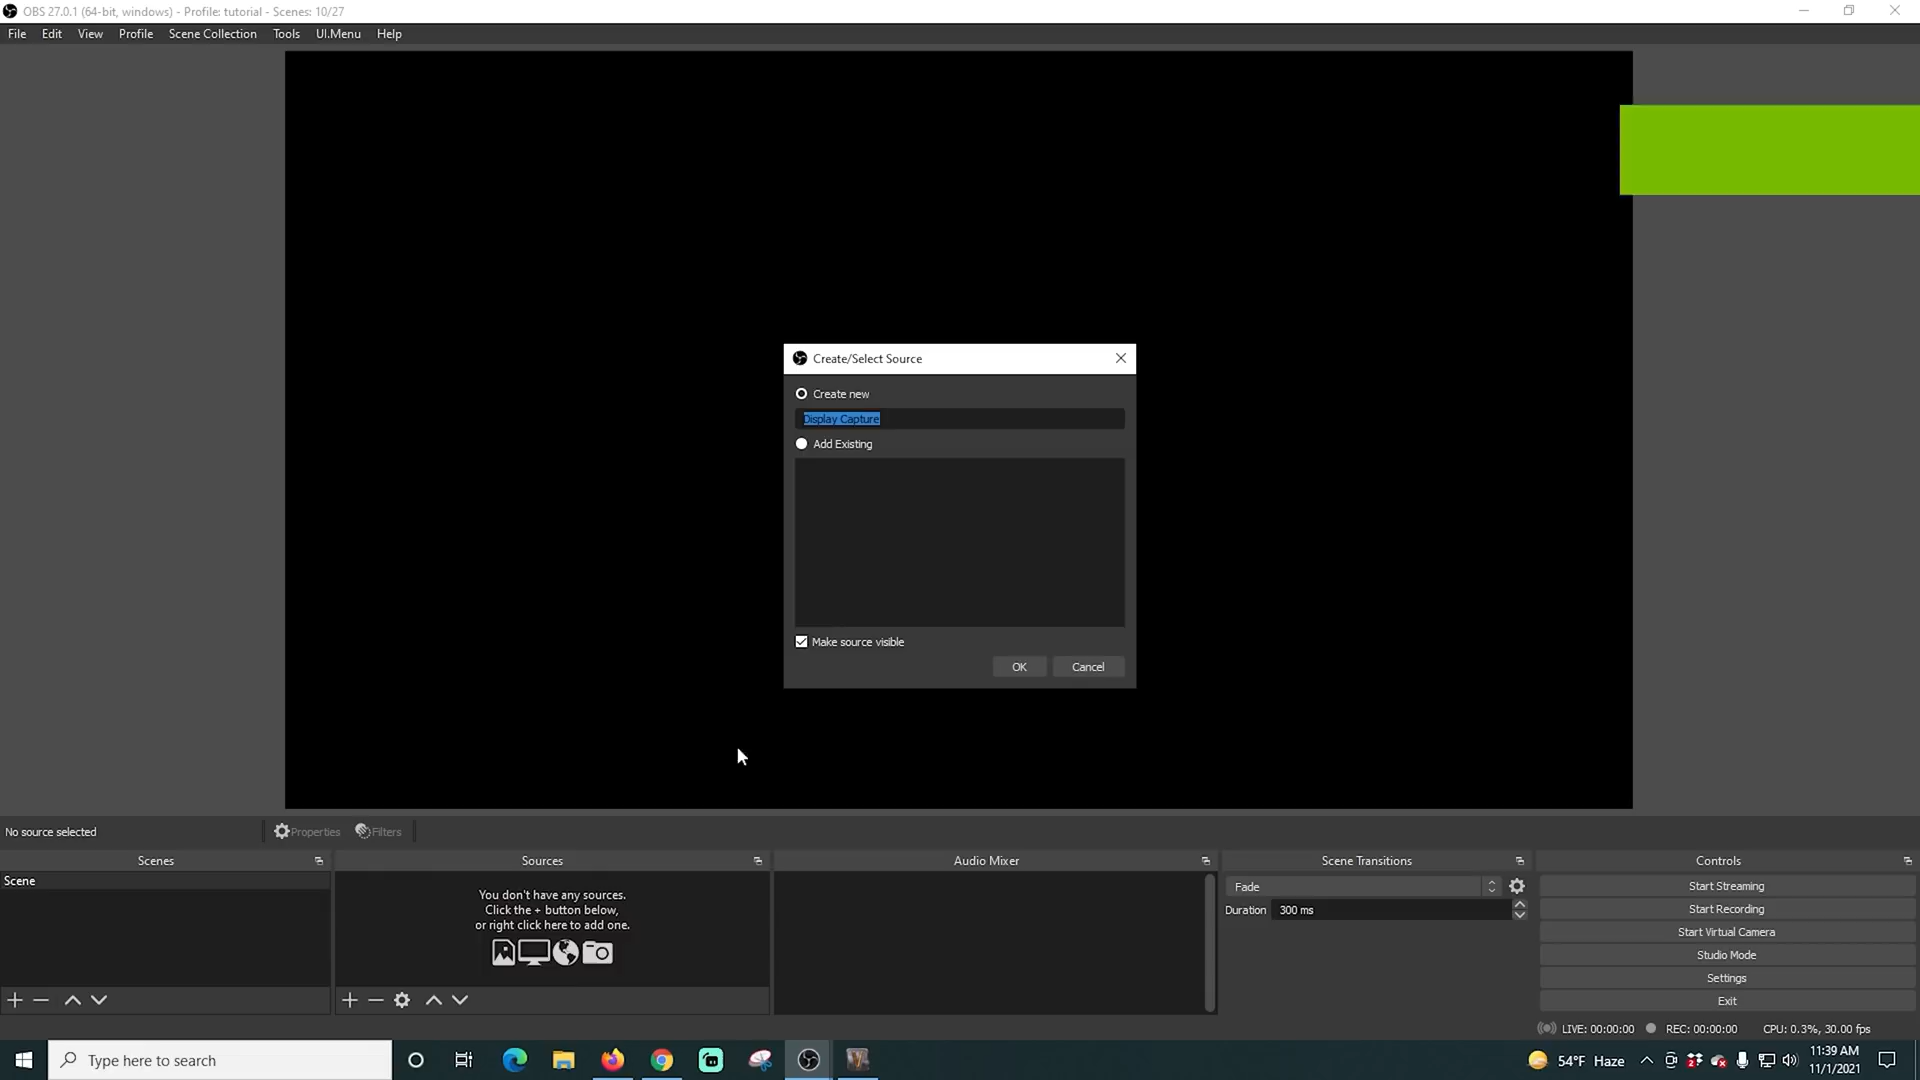 OBS 27.0.1 (64-bit, windows) - Profile: tutorial - Scenes: 10/27
File Edit View Profile Scene Collection Tools UI.Menu Help
Create/Select Source
Create new
Display Capture
Add Existing
Make source visible
OK Cancel
No source selected Properties Filters
Scenes Sources Audio Mixer Scene Transitions Controls
Scene
You don't have any sources.
Click the + button below,
or right click here to add one.
Fade
Duration 300 ms
Start Streaming
Start Recording
Start Virtual Camera
Studio Mode
Settings
Exit
LIVE: 00:00:00 REC: 00:00:00 CPU: 0.3%, 30.00 fps
Type here to search
54°F Haze
2
11:39 AM
11/1/2021